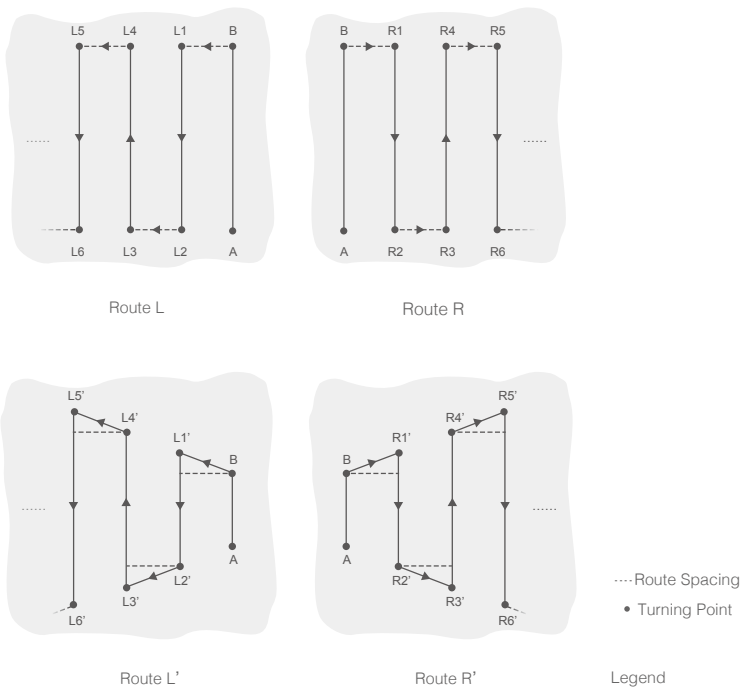 L5 L4 L1 B
B R1 R4 R5
...... ......
L6 L3 L2 A
A R2 R3 R6
Route L
Route R
L5’
L4’
L1’
B
R5’
R4’
R1’
B
...... ......
A
L2’
L3’
L6’
A
R2’
R3’
R6’
----Route Spacing
• Turning Point
Route L’
Route R’
Legend